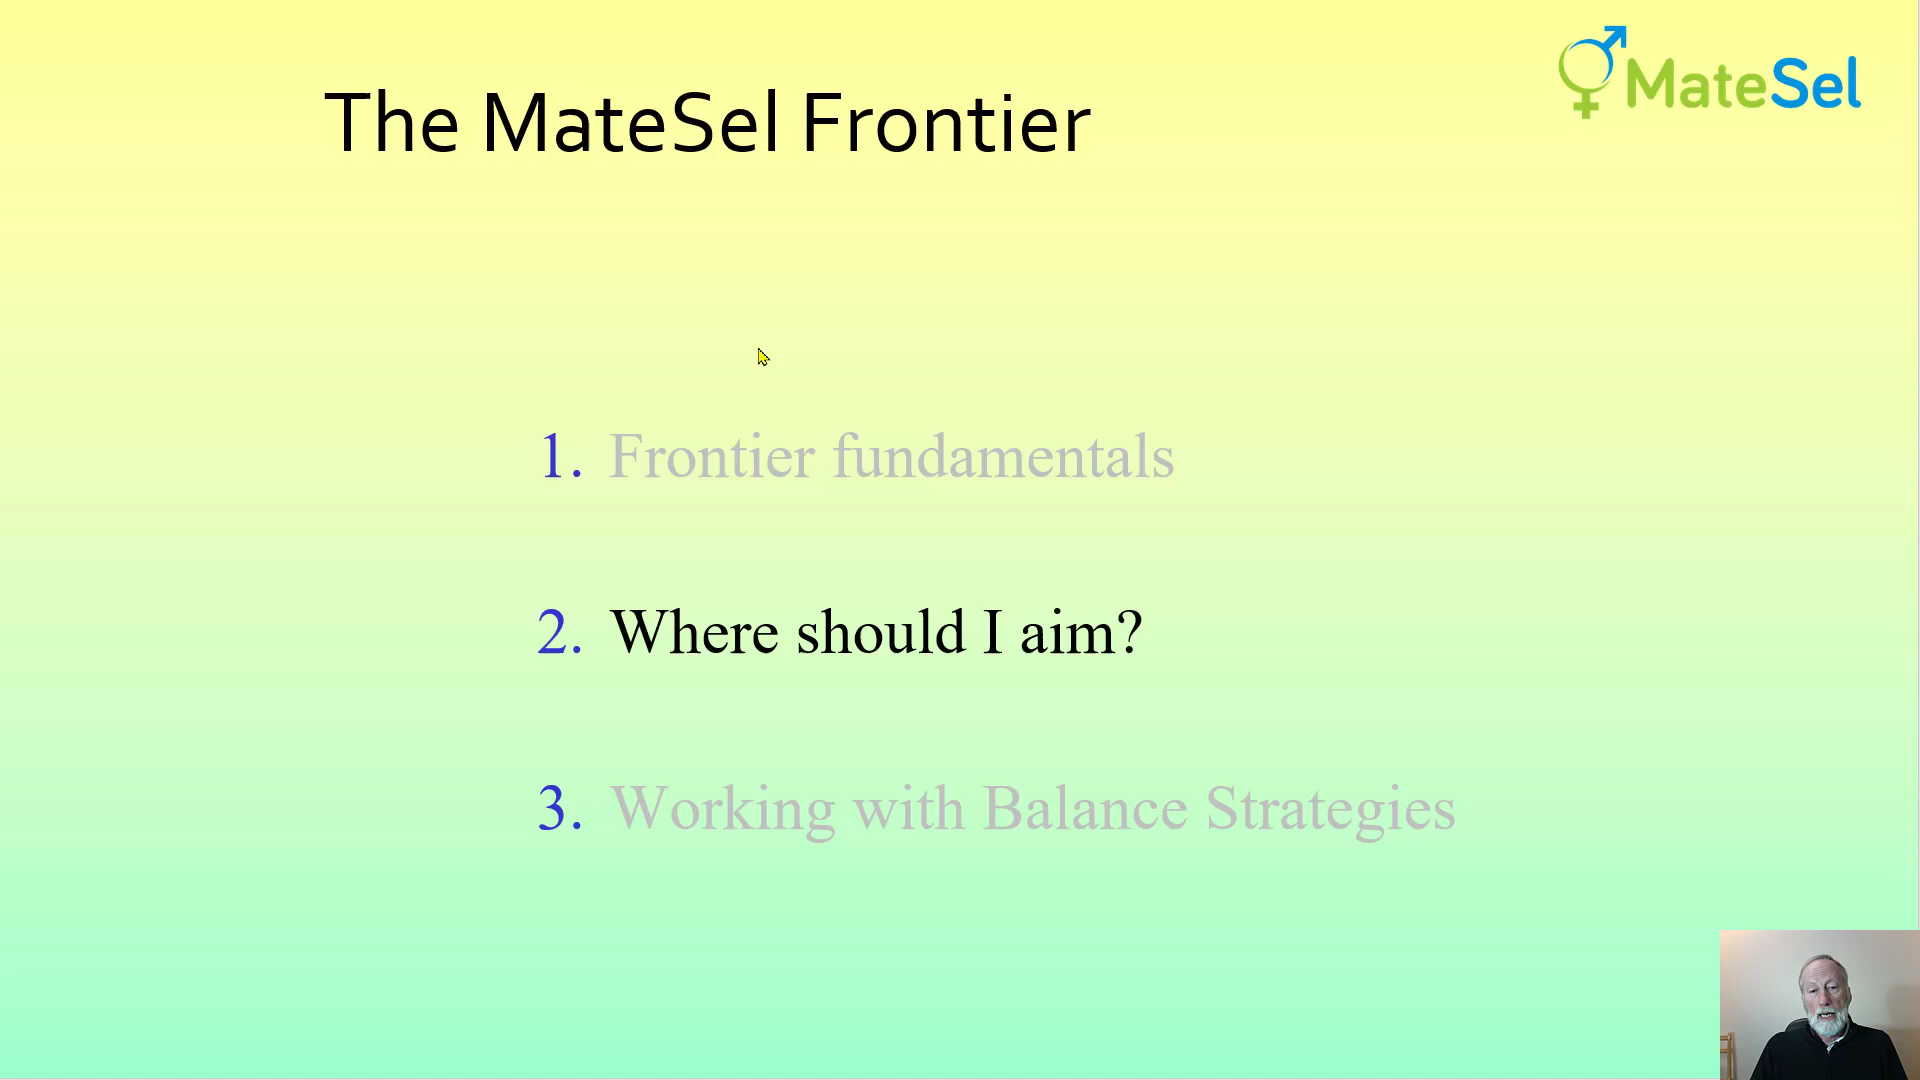 MateSel
The MateSel Frontier
1. Frontier fundamentals
2. Where should I aim?
3. Working with Balance Strategies